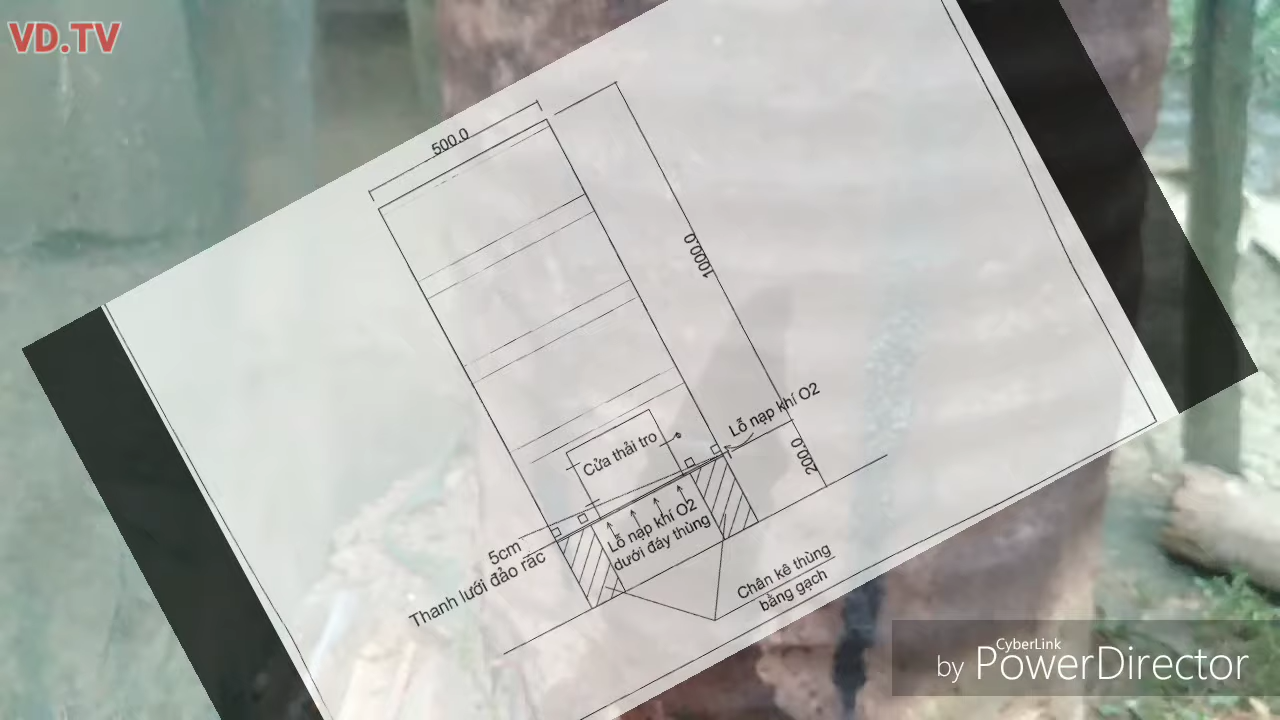 VD.TV
500.0
1000.0
Lỗ nạp khí O2
Cửa thải tro
200.0
5cm
Thanh lưới đảo rắc
Lỗ nạp khí O2
dưới đáy thùng
Chân kê thùng
bằng gạch
by CyberLink PowerDirector